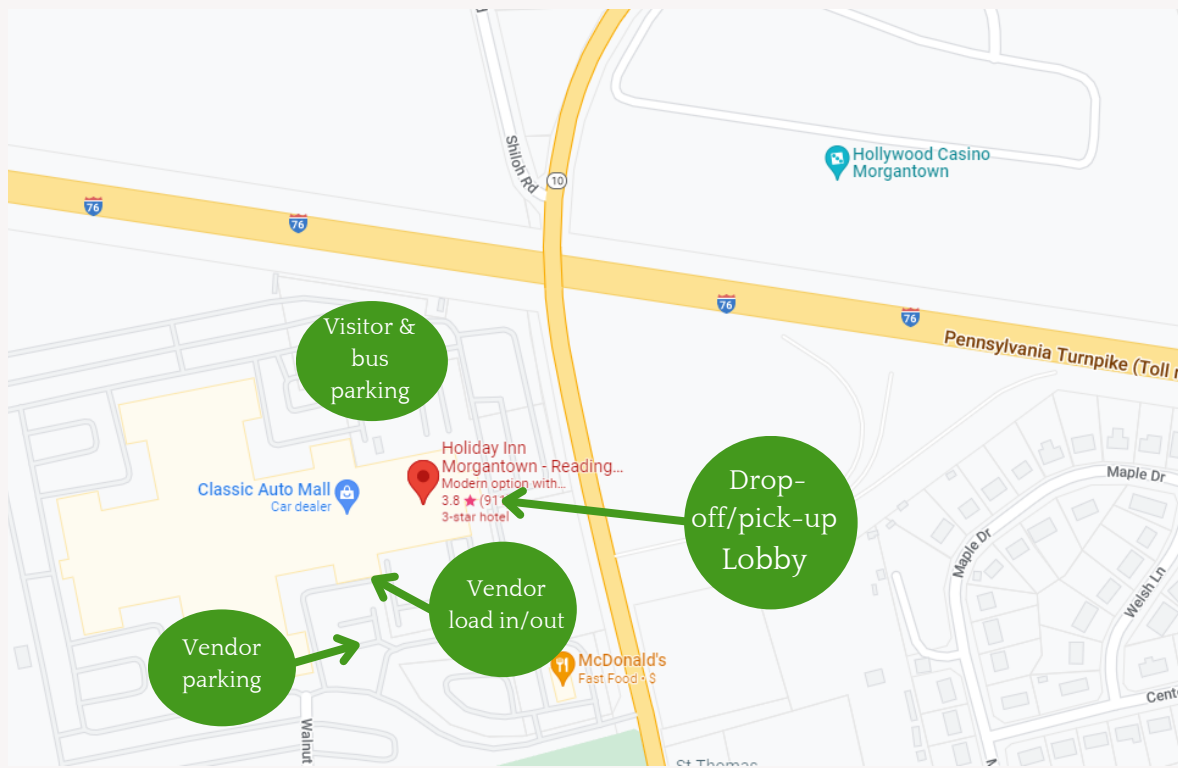 Shiloh Rd
10
Hollywood Casino
Morgantown
76
76
76
76
Pennsylvania Turnpike (Toll
Visitor &
bus
parking
Holiday Inn
Morgantown - Reading...
Modern option with...
3.8 ★ (91
3-star hotel
Classic Auto Mall
Car dealer
Drop-
off/pick-up
Lobby
Maple Dr
Maple Dr
Welsh Ln
Vendor
load in/out
Vendor
parking
McDonald's
Fast Food · $
Walnut
St Thomas